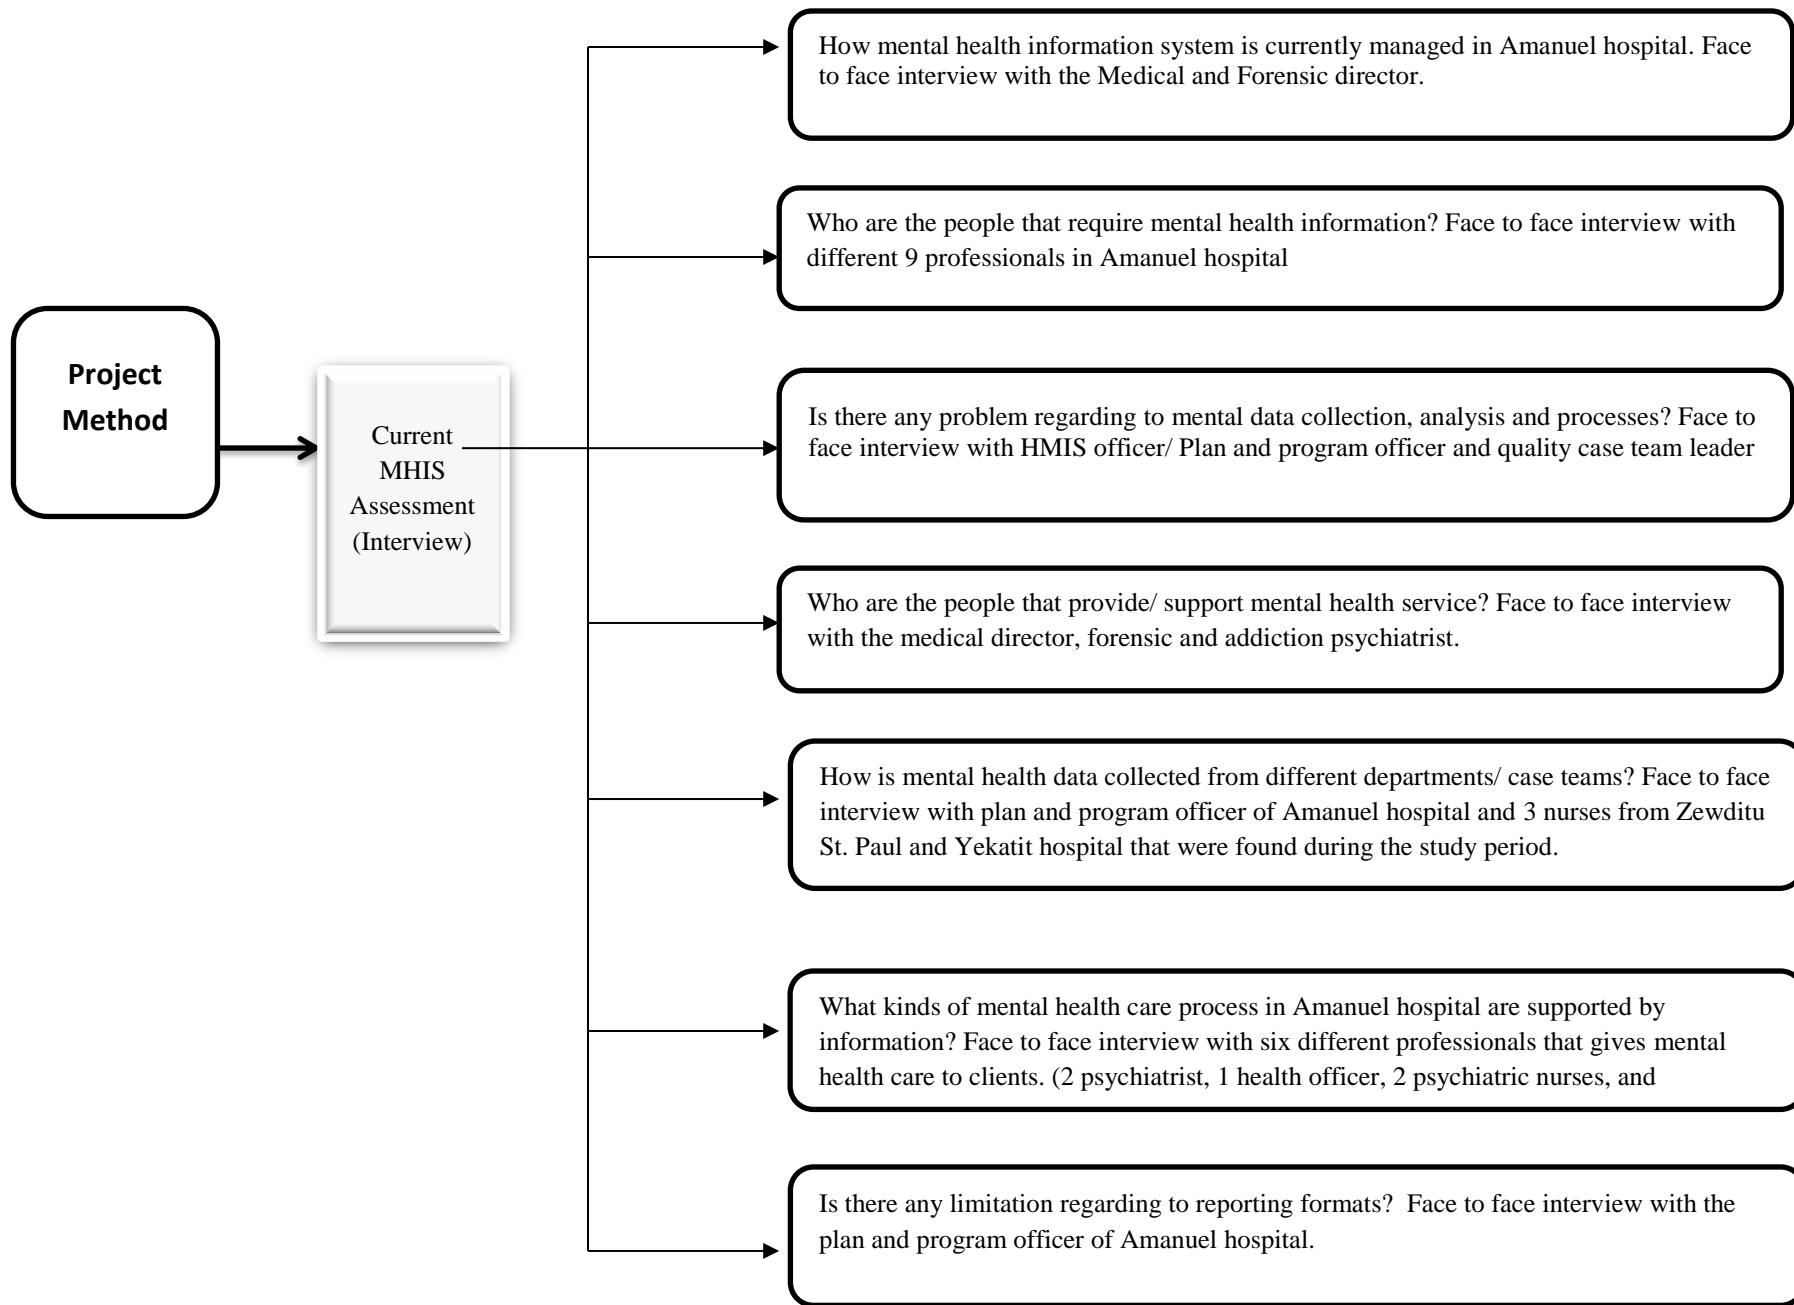 Project
Method
Current
MHIS
Assessment
(Interview)
How mental health information system is currently managed in Amanuel hospital. Face
to face interview with the Medical and Forensic director.
Who are the people that require mental health information? Face to face interview with
different 9 professionals in Amanuel hospital
Is there any problem regarding to mental data collection, analysis and processes? Face to
face interview with HMIS officer/ Plan and program officer and quality case team leader
Who are the people that provide/ support mental health service? Face to face interview
with the medical director, forensic and addiction psychiatrist.
How is mental health data collected from different departments/ case teams? Face to face
interview with plan and program officer of Amanuel hospital and 3 nurses from Zewditu
St. Paul and Yekatit hospital that were found during the study period.
What kinds of mental health care process in Amanuel hospital are supported by
information? Face to face interview with six different professionals that gives mental
health care to clients. (2 psychiatrist, 1 health officer, 2 psychiatric nurses, and
Is there any limitation regarding to reporting formats?  Face to face interview with the
plan and program officer of Amanuel hospital.